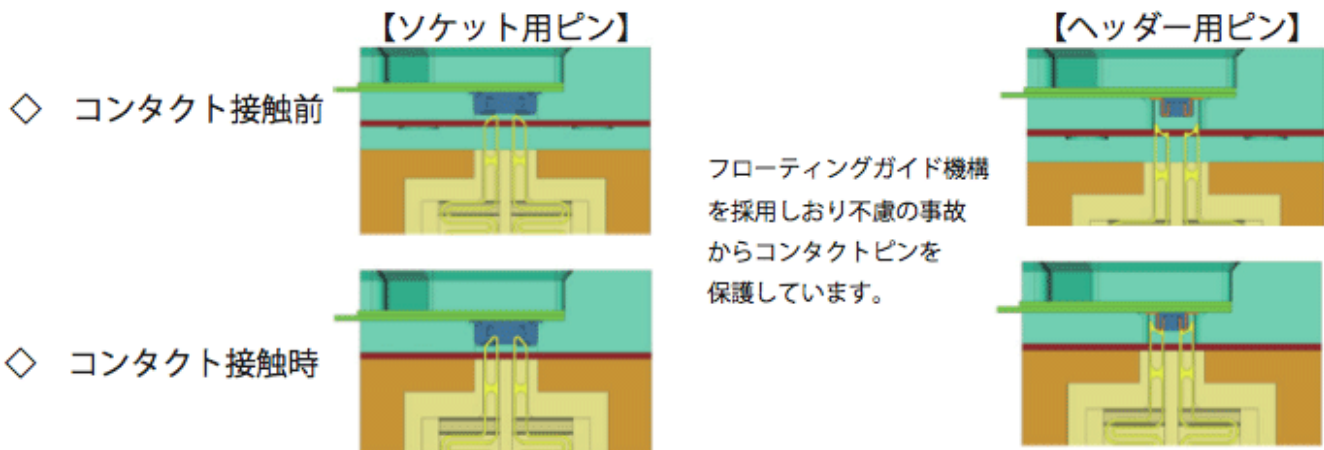 【ソケット用ピン】
【ヘッダー用ピン】
◇ コンタクト接触前
フローティングガイド機構
を採用しおり不慮の事故
からコンタクトピンを
保護しています。
◇ コンタクト接触時